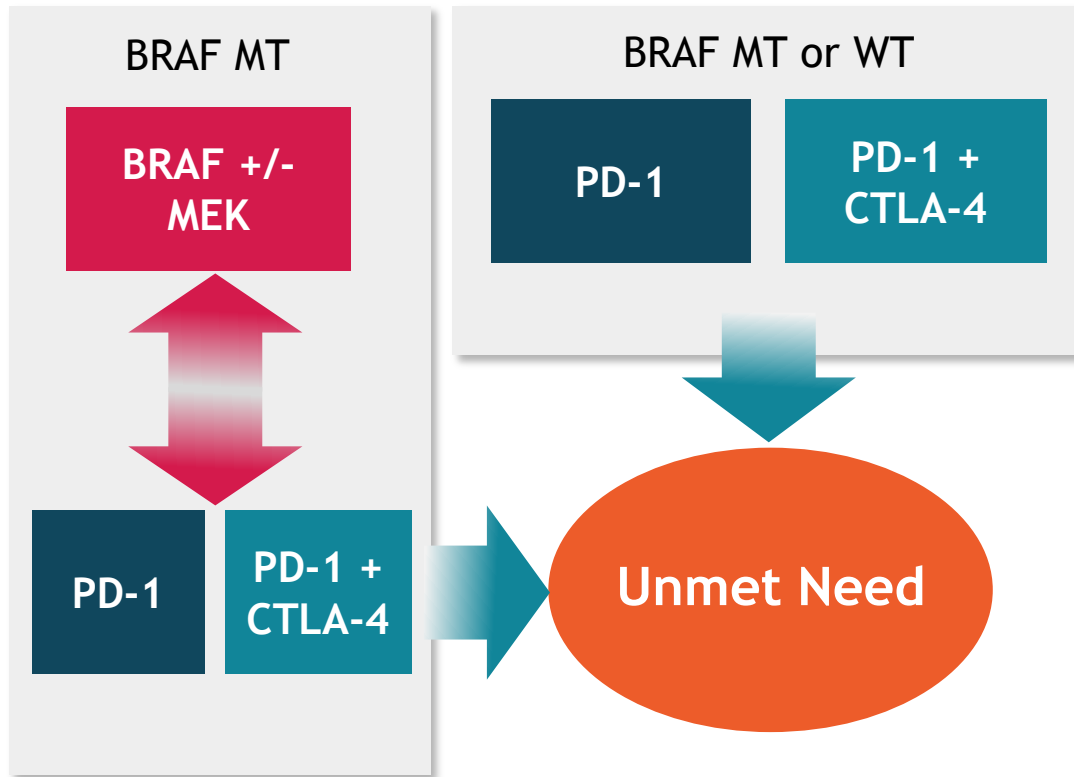 BRAF MT
BRAF +/-
MEK
PD-1
PD-1 +
CTLA-4
BRAF MT or WT
PD-1
PD-1 +
CTLA-4
Unmet Need